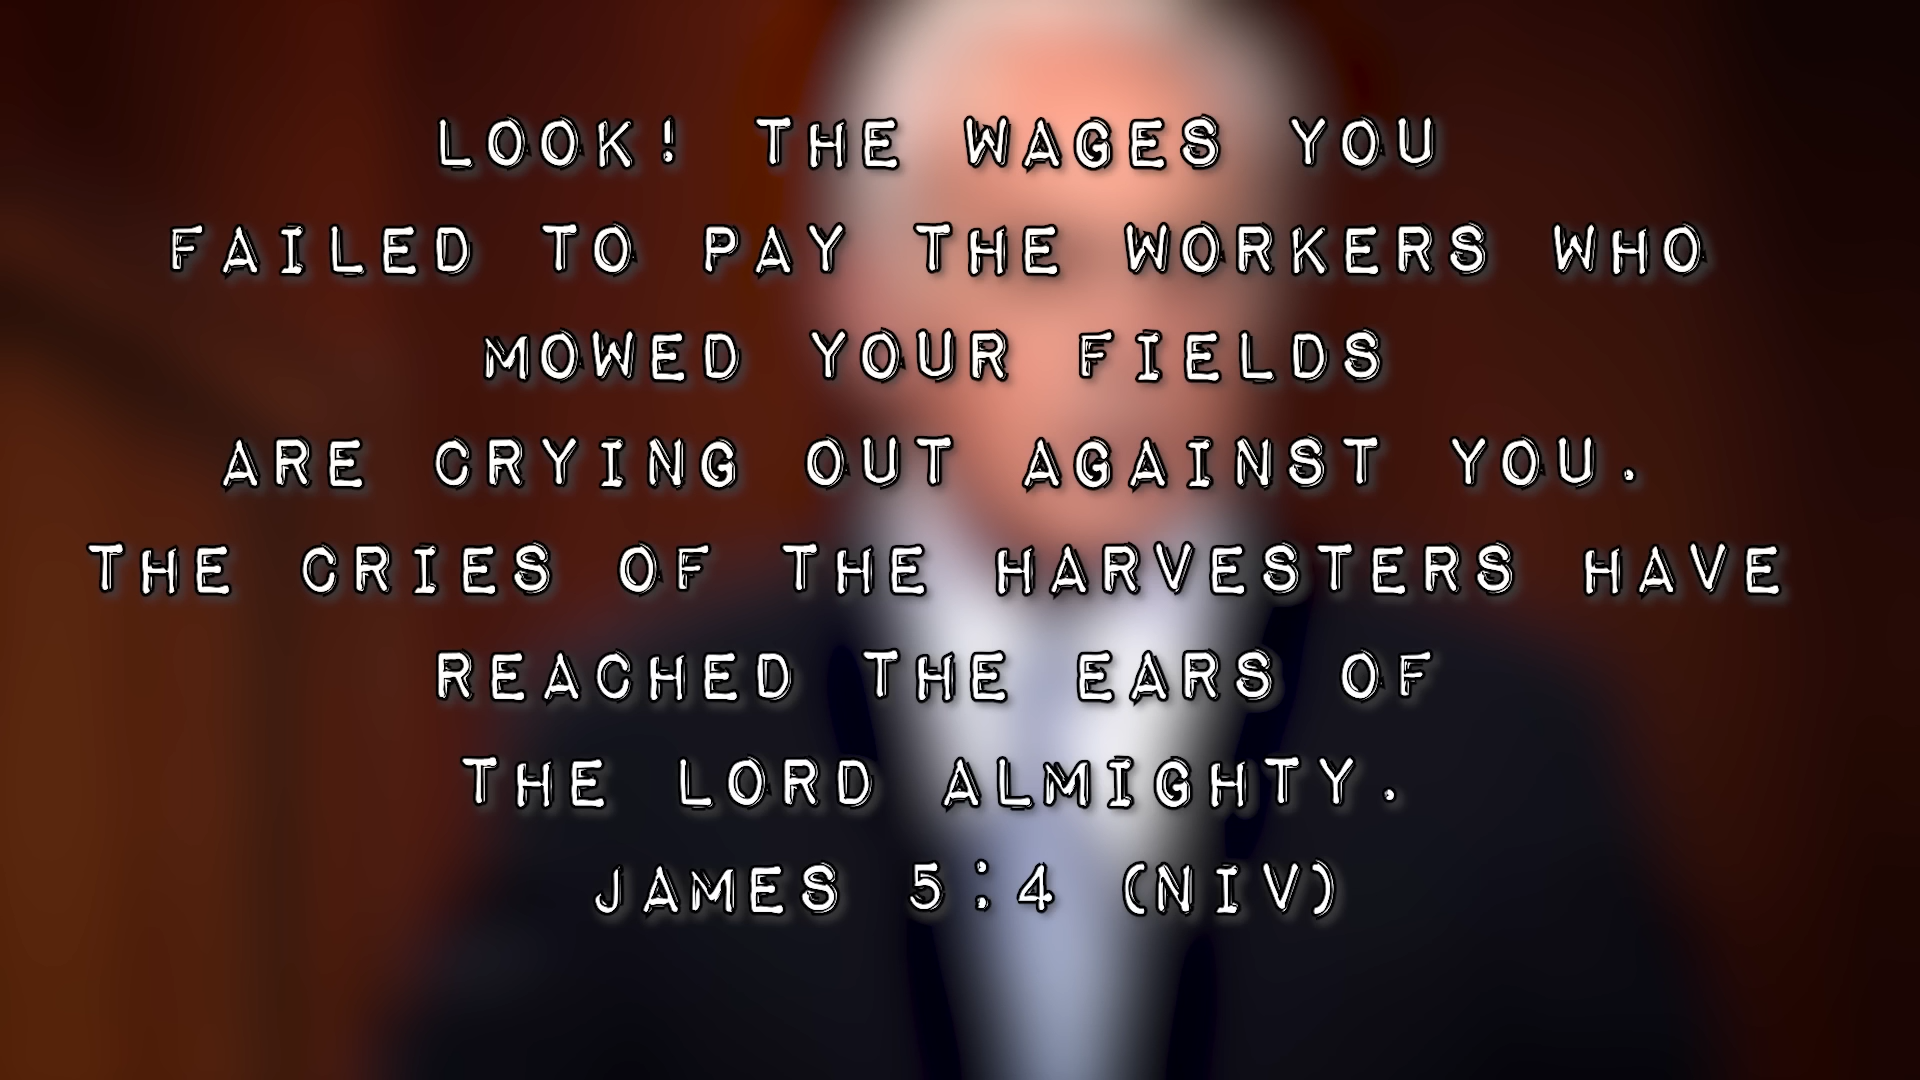 LOOK! THE WAGES YOU
FAILED TO PAY THE WORKERS WHO
MOWED YOUR FIELDS
ARE CRYING OUT AGAINST YOU.
THE CRIES OF THE HARVESTERS HAVE
REACHED THE EARS OF
THE LORD ALMIGHTY.
JAMES 5:4 (NIV)